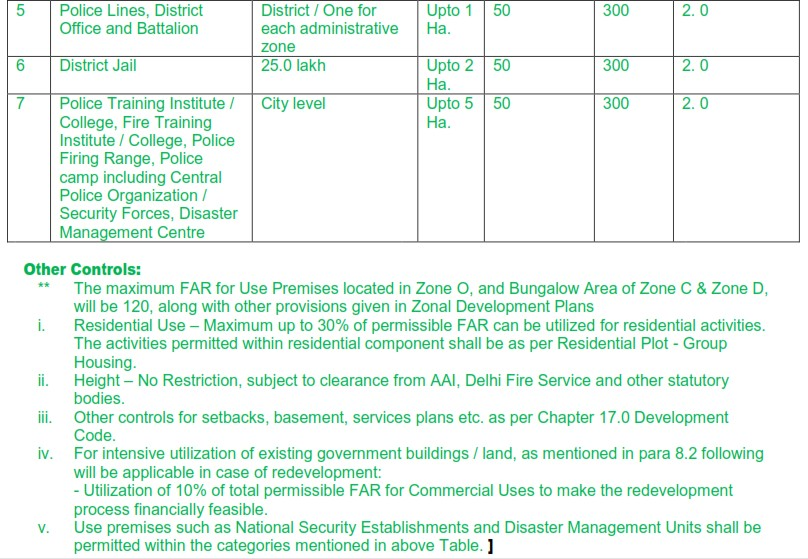 5 Police Lines, District District / One for Upto 1 50 300 2. 0
Office and Battalion each administrative Ha.
zone
6 District Jail 25.0 lakh Upto 2 50 300 2. 0
Ha.
7 Police Training Institute / City level Upto 5 50 300 2. 0
College, Fire Training Ha.
Institute / College, Police
Firing Range, Police
camp including Central
Police Organization /
Security Forces, Disaster
Management Centre
Other Controls:
** The maximum FAR for Use Premises located in Zone O, and Bungalow Area of Zone C & Zone D,
will be 120, along with other provisions given in Zonal Development Plans
i. Residential Use – Maximum up to 30% of permissible FAR can be utilized for residential activities.
The activities permitted within residential component shall be as per Residential Plot - Group
Housing.
ii. Height – No Restriction, subject to clearance from AAI, Delhi Fire Service and other statutory
bodies.
iii. Other controls for setbacks, basement, services plans etc. as per Chapter 17.0 Development
Code.
iv. For intensive utilization of existing government buildings / land, as mentioned in para 8.2 following
will be applicable in case of redevelopment:
- Utilization of 10% of total permissible FAR for Commercial Uses to make the redevelopment
process financially feasible.
v. Use premises such as National Security Establishments and Disaster Management Units shall be
permitted within the categories mentioned in above Table. ]